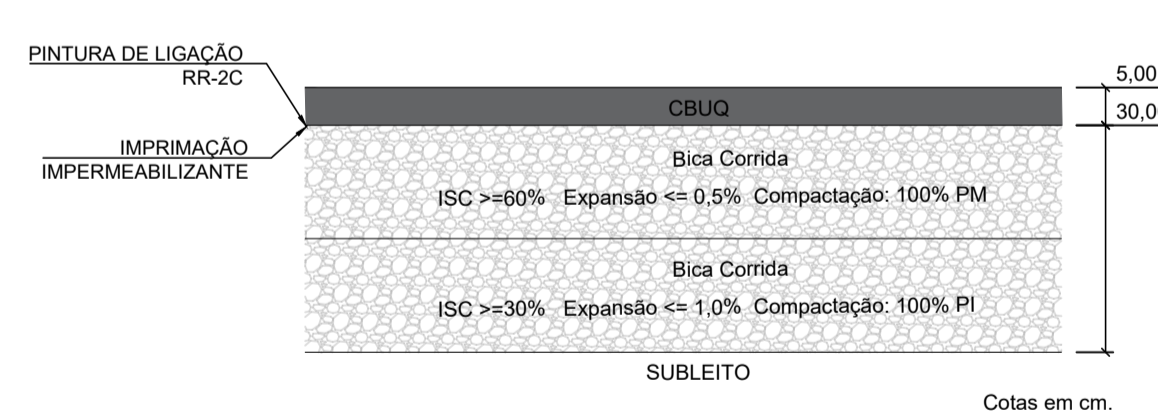 PINTURA DE LIGAÇÃO
RR-2C
IMPRIMAÇÃO
IMPERMEABILIZANTE
CBUQ
5,00
30,0
Bica Corrida
ISC >=60% Expansão <= 0,5% Compactação: 100% PM
Bica Corrida
ISC >=30% Expansão <= 1,0% Compactação: 100% PI
SUBLEITO
Cotas em cm.